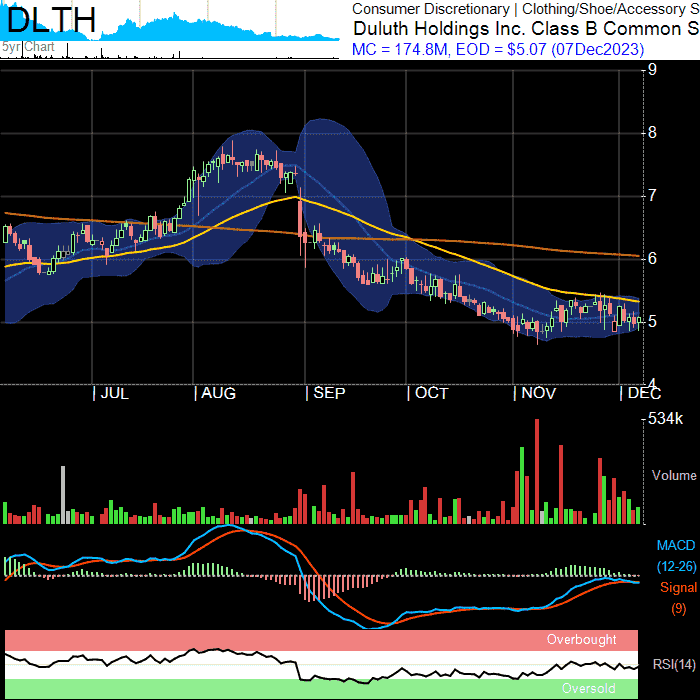 DLTH
5yr Chart
Consumer Discretionary | Clothing/Shoe/Accessory S
Duluth Holdings Inc. Class B Common S
MC = 174.8M, EOD = $5.07 (07Dec2023)
9
8
7
6
5
4
| JUL
| AUG
| SEP
| OCT
| NOV
| DEC
534k
Volume
MACD
(12-26)
Signal
(9)
Overbought
RSI(14)
Oversold